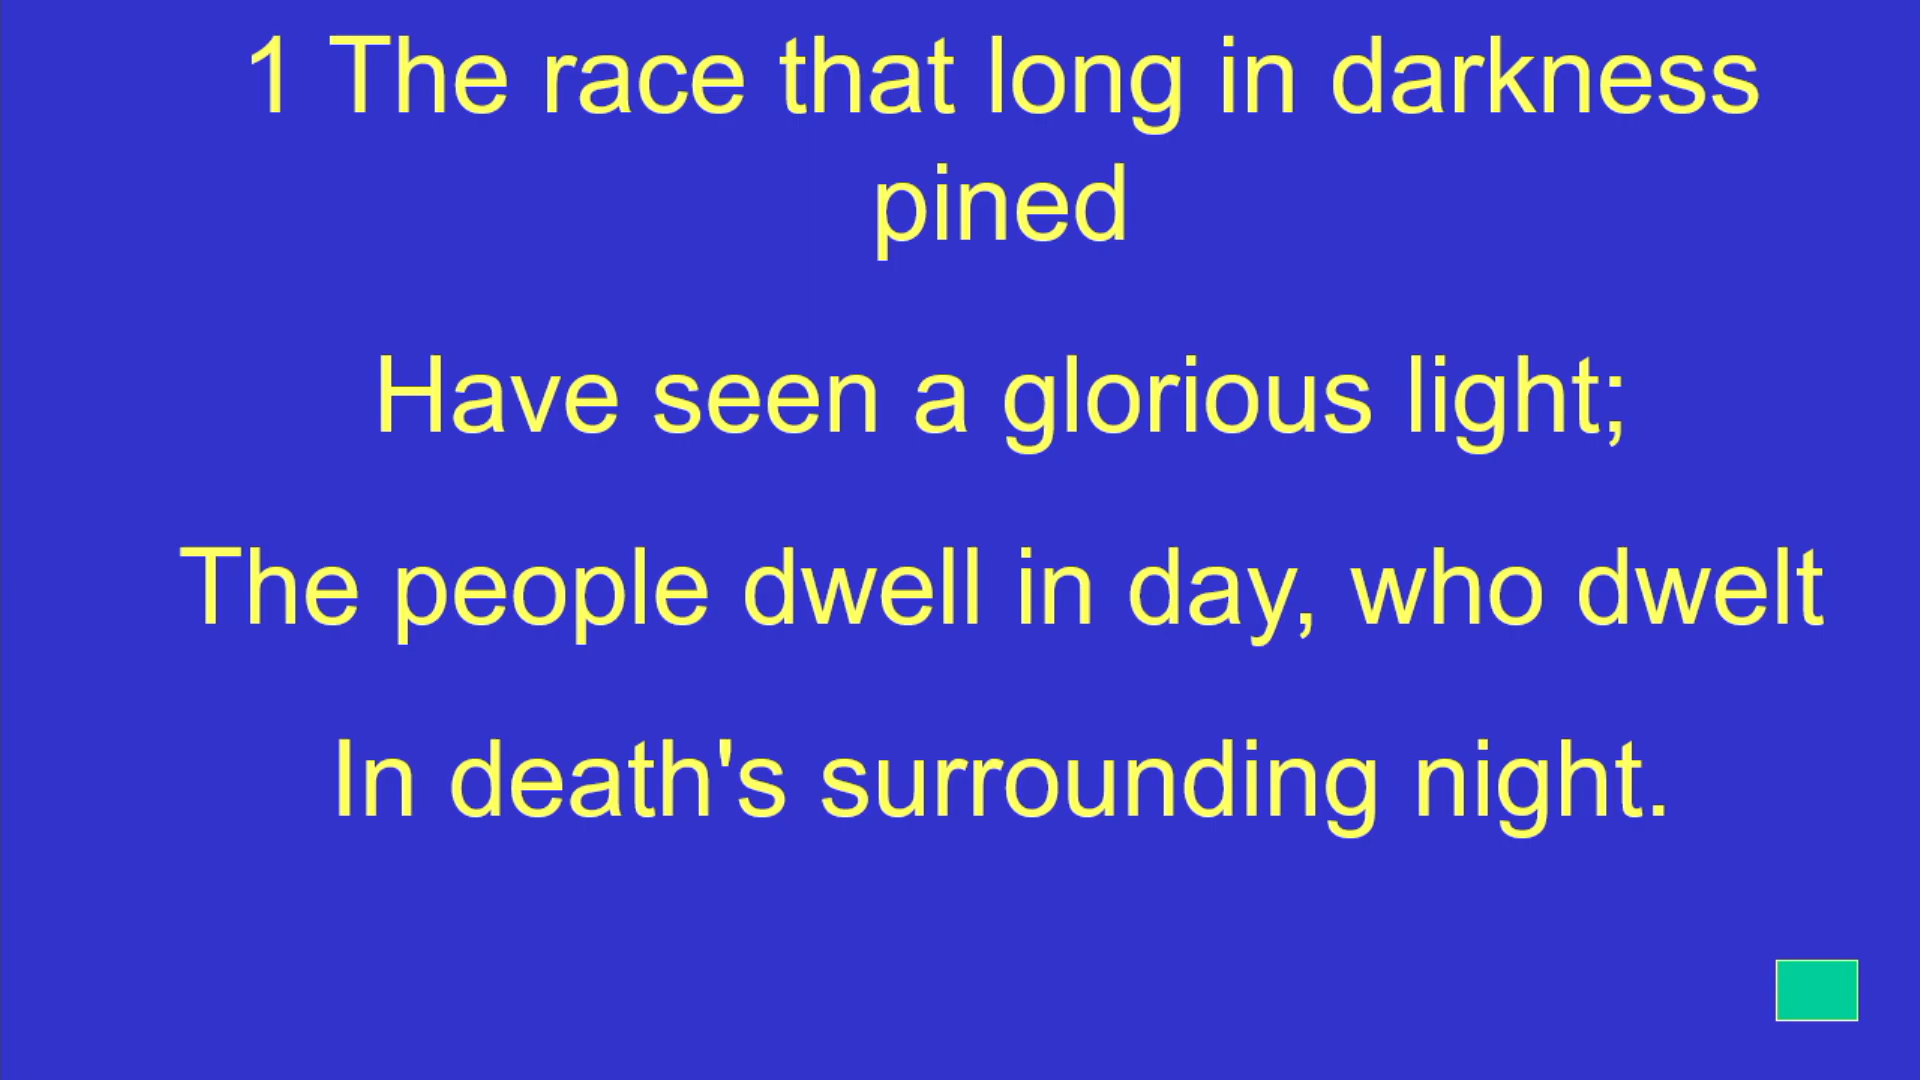 1 The race that long in darkness
pined
Have seen a glorious light;
The people dwell in day, who dwelt
In death's surrounding night.